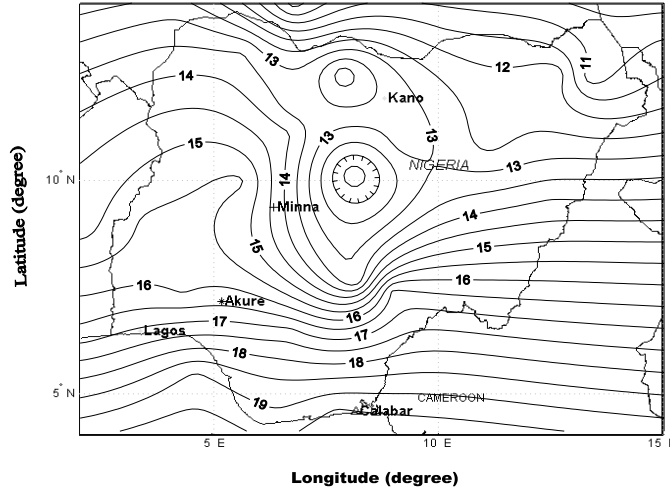 13
12
11
14
Kano
13
13
15
NIGERIA
13
10° N
14
Minna
14
15
15
16
16
Akure
16
17
17
Lagos
18
18
5° N
19
CAMEROON
Calabar
5 E
10 E
15
Latitude (degree)
Longitude (degree)